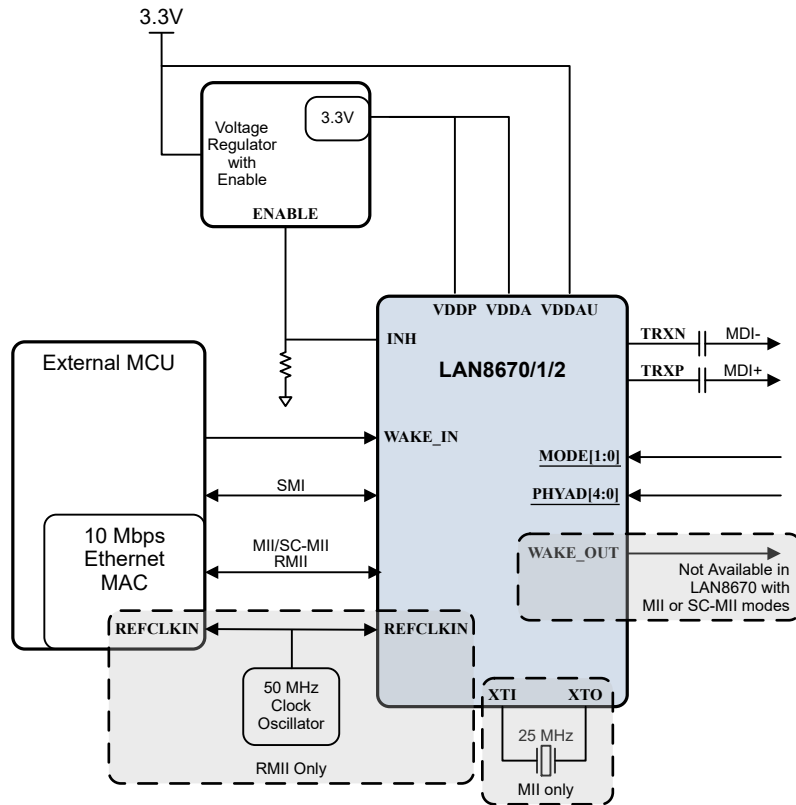 3.3V
3.3V
Voltage
Regulator
with
Enable
ENABLE
VDDP VDDA VDDAU
INH
LAN8670/1/2
TRXN
MDI-
TRXP
MDI+
External MCU
WAKE_IN
MODE[1:0]
SMI
PHYAD[4:0]
10 Mbps
Ethernet
MAC
MII/SC-MII
RMII
WAKE_OUT
Not Available in
LAN8670 with
MII or SC-MII modes
REFCLKIN
REFCLKIN
50 MHz
Clock
Oscillator
RMII Only
XTI
XTO
25 MHz
MII only